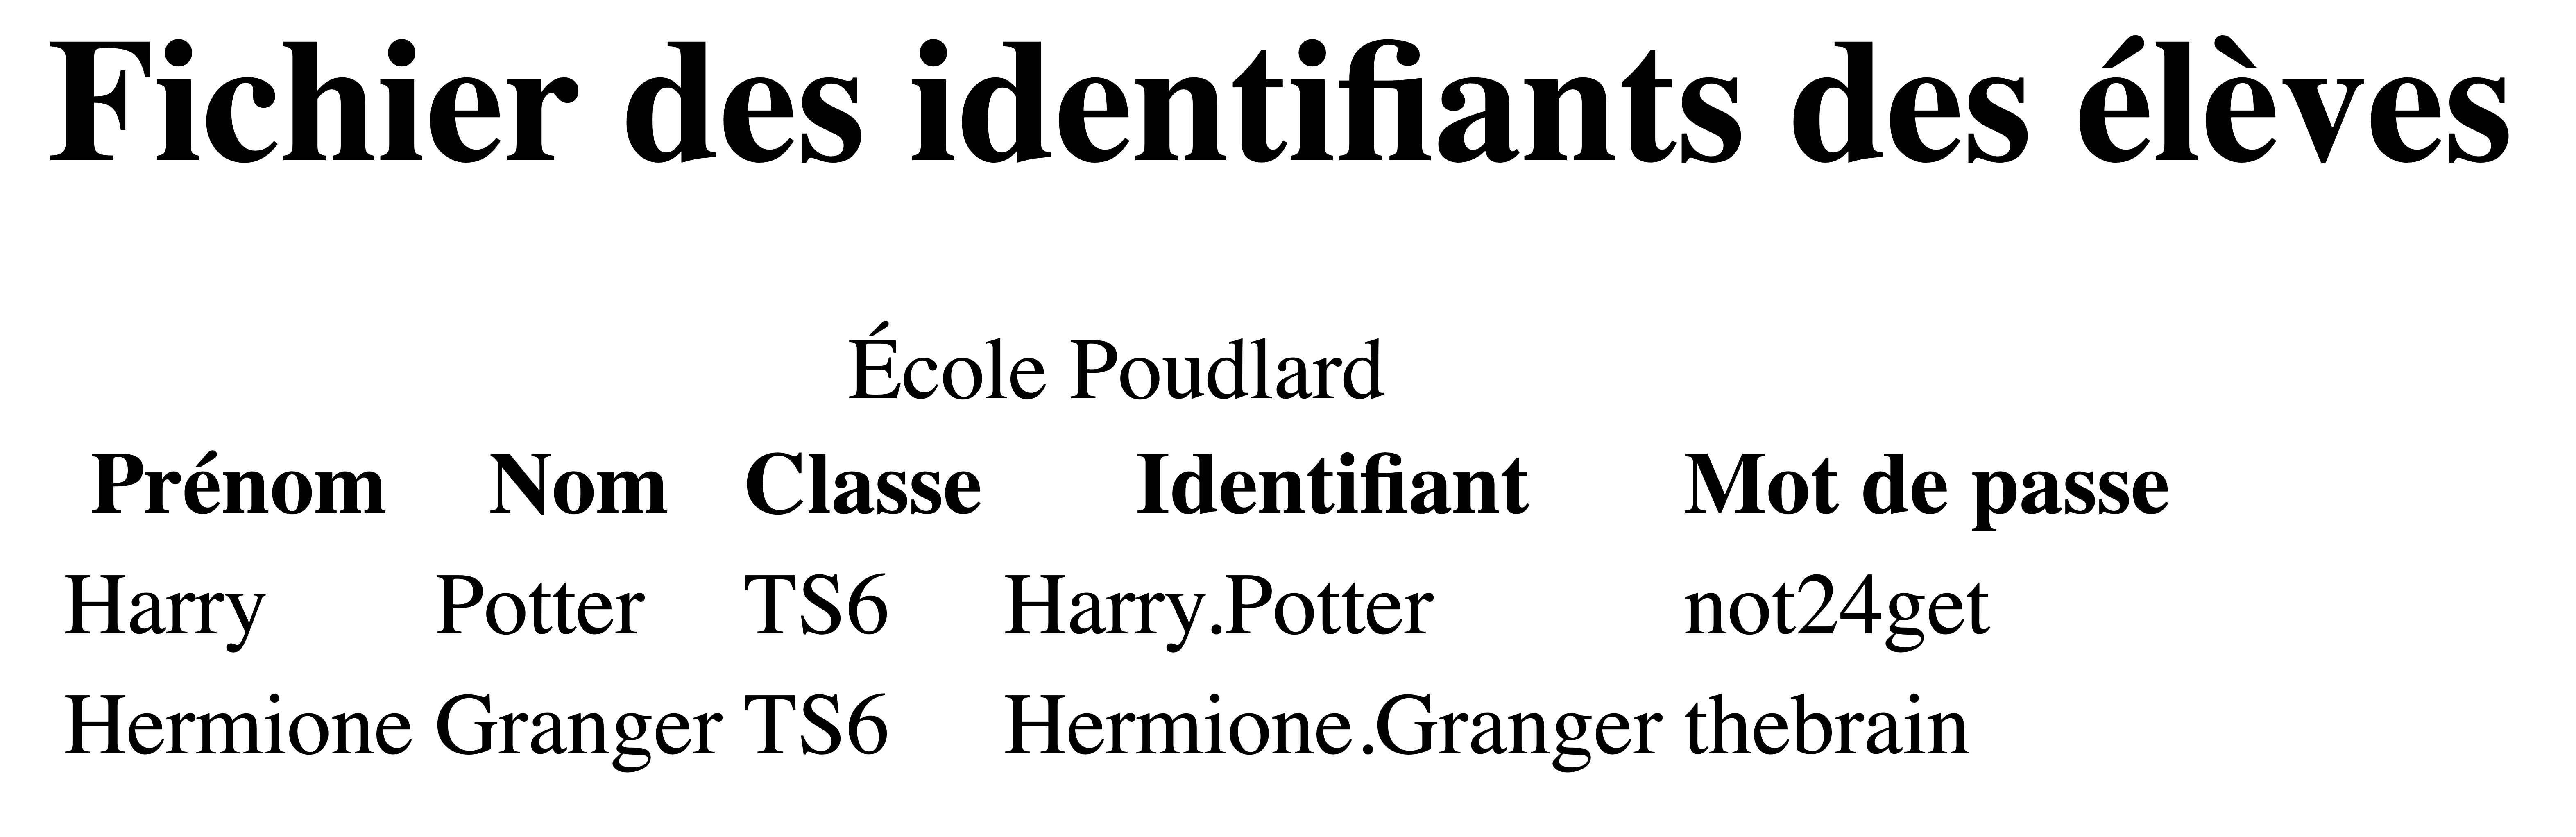 Fichier des identifiants des élèves
École Poudlard
Prénom Nom Classe Identifiant Mot de passe
Harry Potter TS6 Harry.Potter not24get
Hermione Granger TS6 Hermione.Granger thebrain